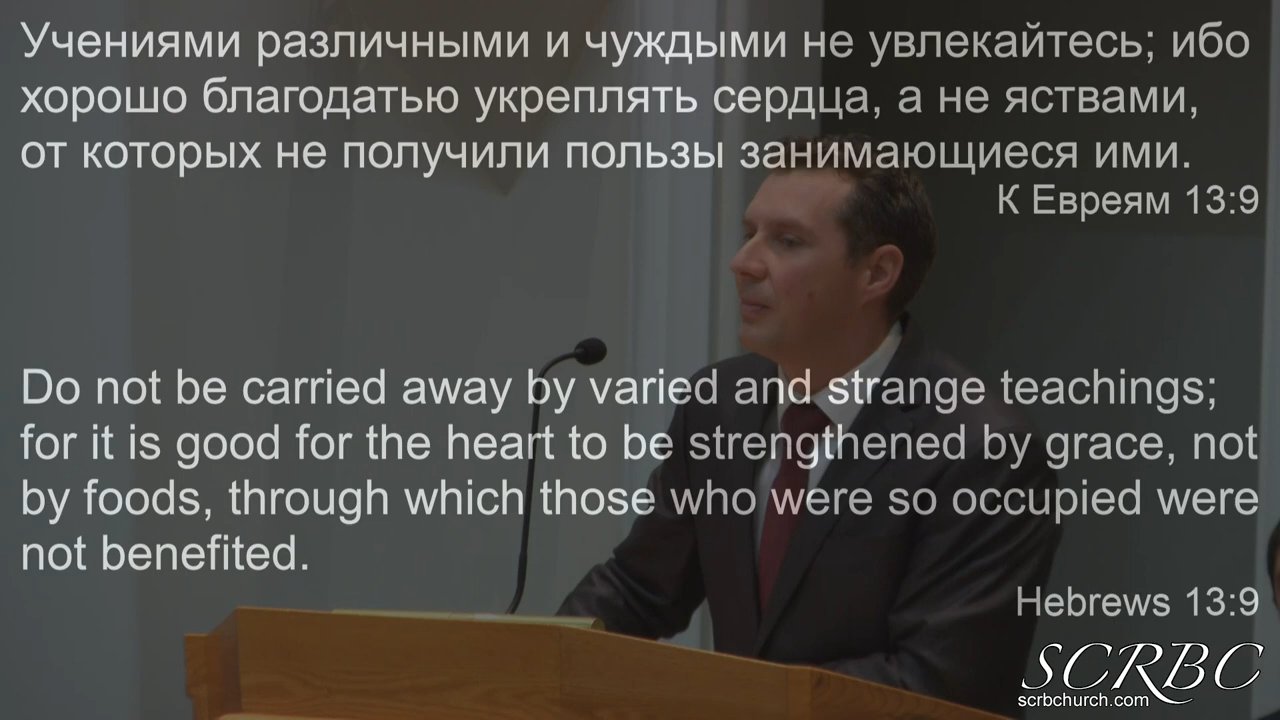 Учениями различными и чуждыми не увлекайтесь; ибо
хорошо благодатью укреплять сердца, а не яствами,
от которых не получили пользы занимающиеся ими.
К Евреям 13:9
Do not be carried away by varied and strange teachings;
for it is good for the heart to be strengthened by grace, not
by foods, through which those who were so occupied were
not benefited.
Hebrews 13:9
SCRBC
scrbchurch.com